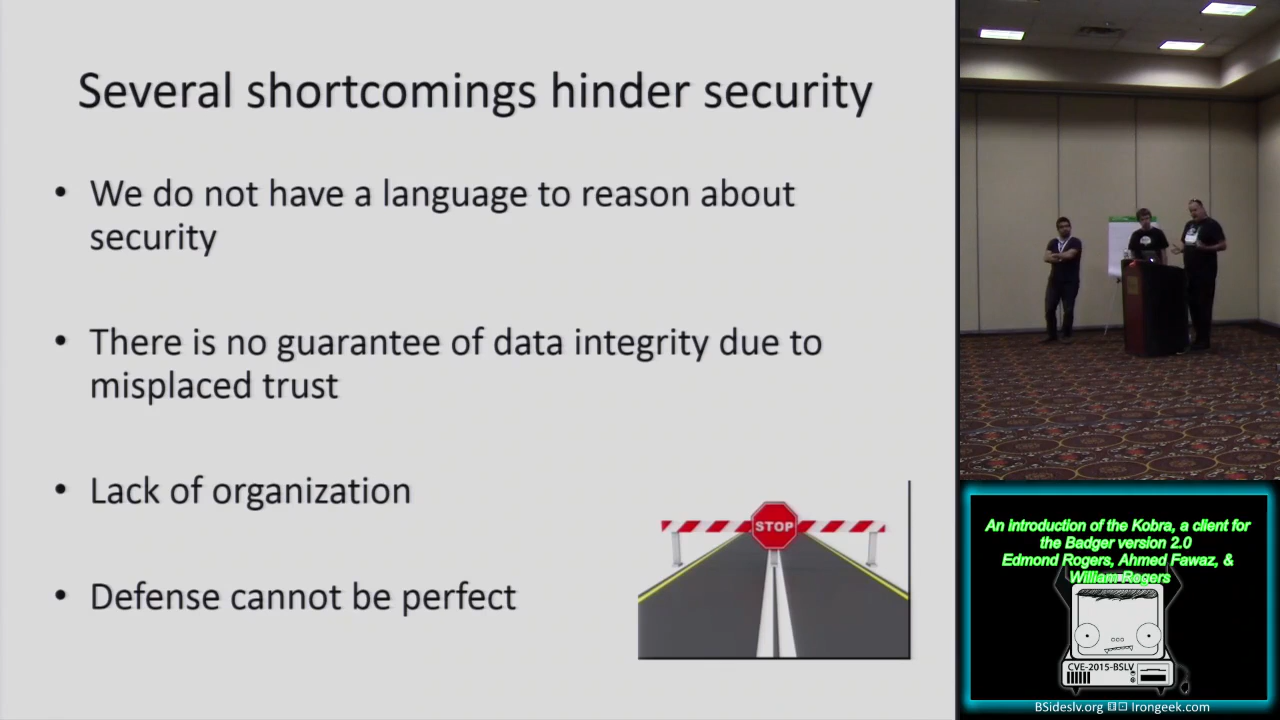 Several shortcomings hinder security
• We do not have a language to reason about
security
• There is no guarantee of data integrity due to
misplaced trust
• Lack of organization
• Defense cannot be perfect
STOP
An introduction of the Kobra, a client for
the Badger version 2.0
Edmond Rogers, Ahmed Fawaz, &
William Rogers
CVE-2015-BSLV
BSideslv.org Irongeek.com